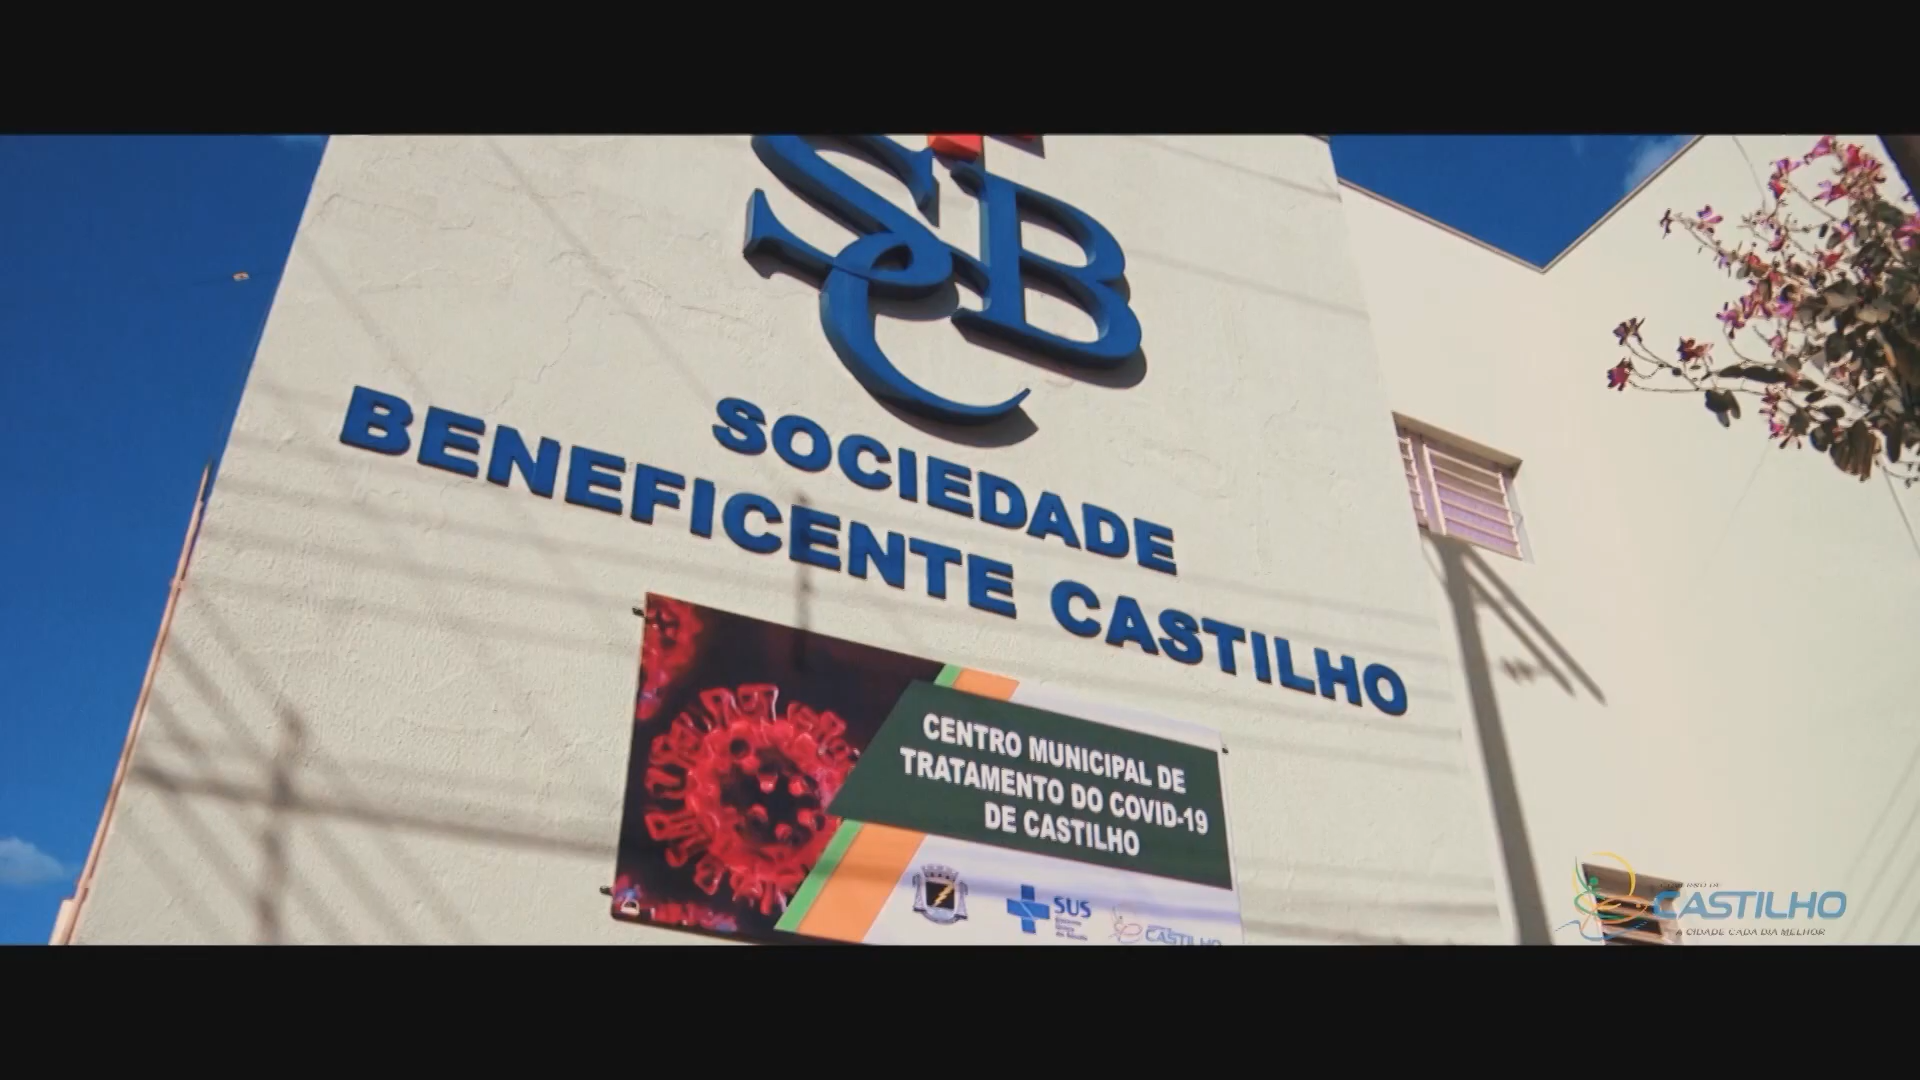 SBC
SOCIEDADE
BENEFICENTE CASTILHO
CENTRO MUNICIPAL DE
TRATAMENTO DO COVID-19
DE CASTILHO
SUS
CASTILHO
CASTILHO
A CIDADE CADA DIA MELHOR